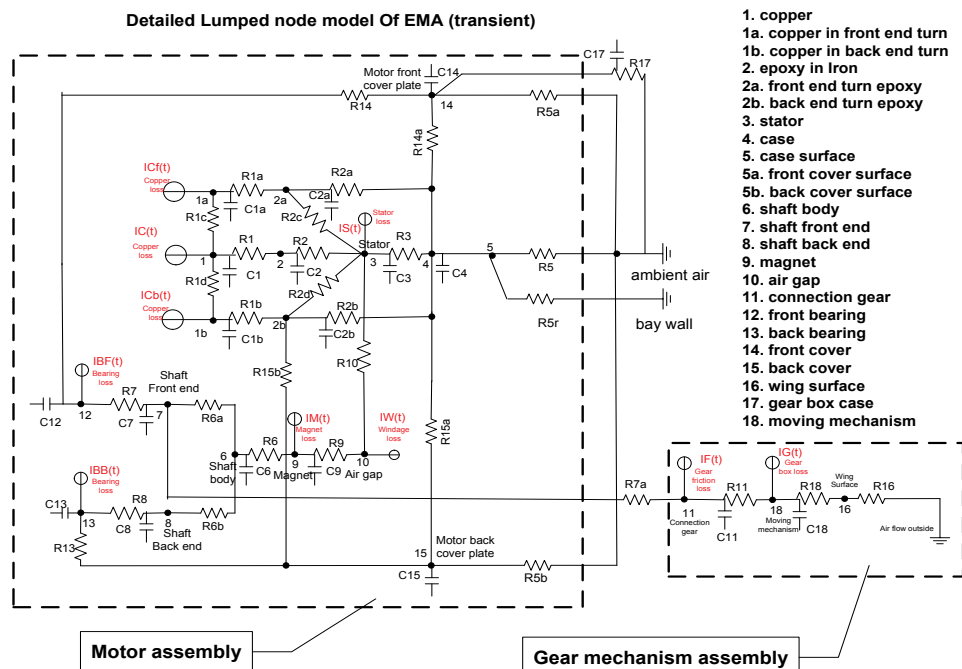 Detailed Lumped node model Of EMA (transient)
1. copper
1a. copper in front end turn
1b. copper in back end turn
2. epoxy in Iron
2a. front end turn epoxy
2b. back end turn epoxy
3. stator
4. case
5. case surface
5a. front cover surface
5b. back cover surface
6. shaft body
7. shaft front end
8. shaft back end
9. magnet
10. air gap
11. connection gear
12. front bearing
13. back bearing
14. front cover
15. back cover
16. wing surface
17. gear box case
18. moving mechanism
C17
R17
Motor front
cover plate
C14
14
R14
R5a
R14a
ICf(t)
Copper
loss
1a
R1a
C1a
2a
R2a
C2a
R1c
R2c
IS(t)
Stator
loss
IC(t)
Copper
loss
1
R1
C1
2
R2
C2
Stator
3
R3
C3
4
C4
5
R5
ambient air
R1d
R2d
ICb(t)
Copper
loss
1b
R1b
C1b
2b
R2b
C2b
R5r
bay wall
R10
R15b
IBF(t)
Bearing
loss
C12
12
R7
C7
Shaft
Front end
7
R6a
6
Shaft
body
R6
C6
IM(t)
Magnet
loss
9
Magnet
R9
C9
IW(t)
Windage
loss
10
Air gap
R15a
IBB(t)
Bearing
loss
C13
13
R8
C8
8
Shaft
Back end
R6b
R13
R7a
IF(t)
Gear
friction
loss
11
Connection
gear
R11
C11
IG(t)
Gear
box loss
18
Moving
mechanism
R18
C18
Wing
Surface
16
R16
Air flow outside
Motor back
cover plate
15
C15
R5b
Motor assembly
Gear mechanism assembly